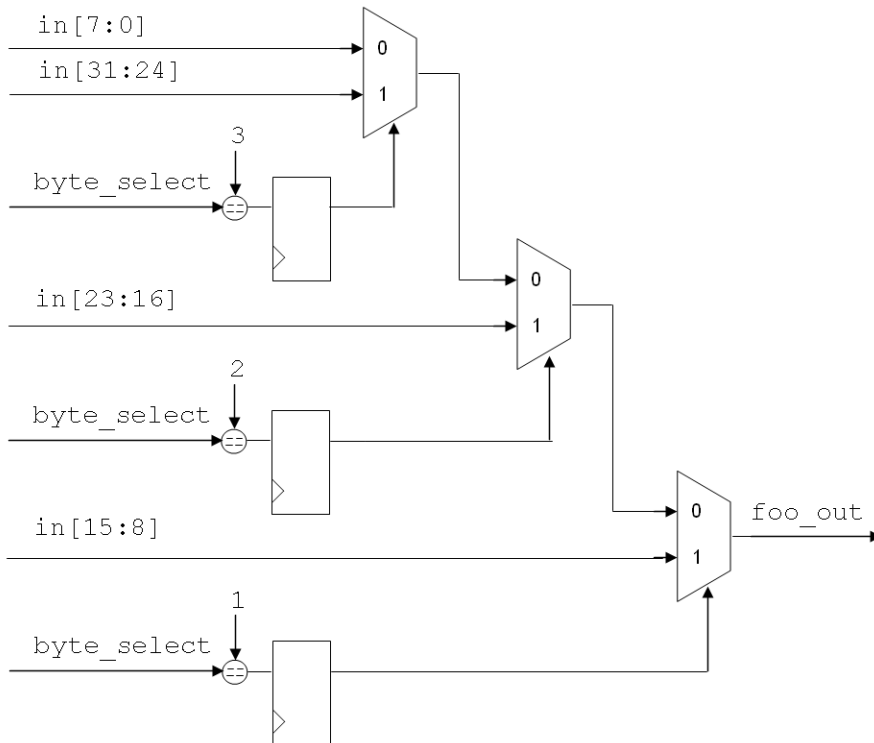 in[7:0]
0
in[31:24]
1
3
byte_select
==
in[23:16]
0
1
2
byte_select
==
in[15:8]
0
foo_out
1
1
byte_select
==